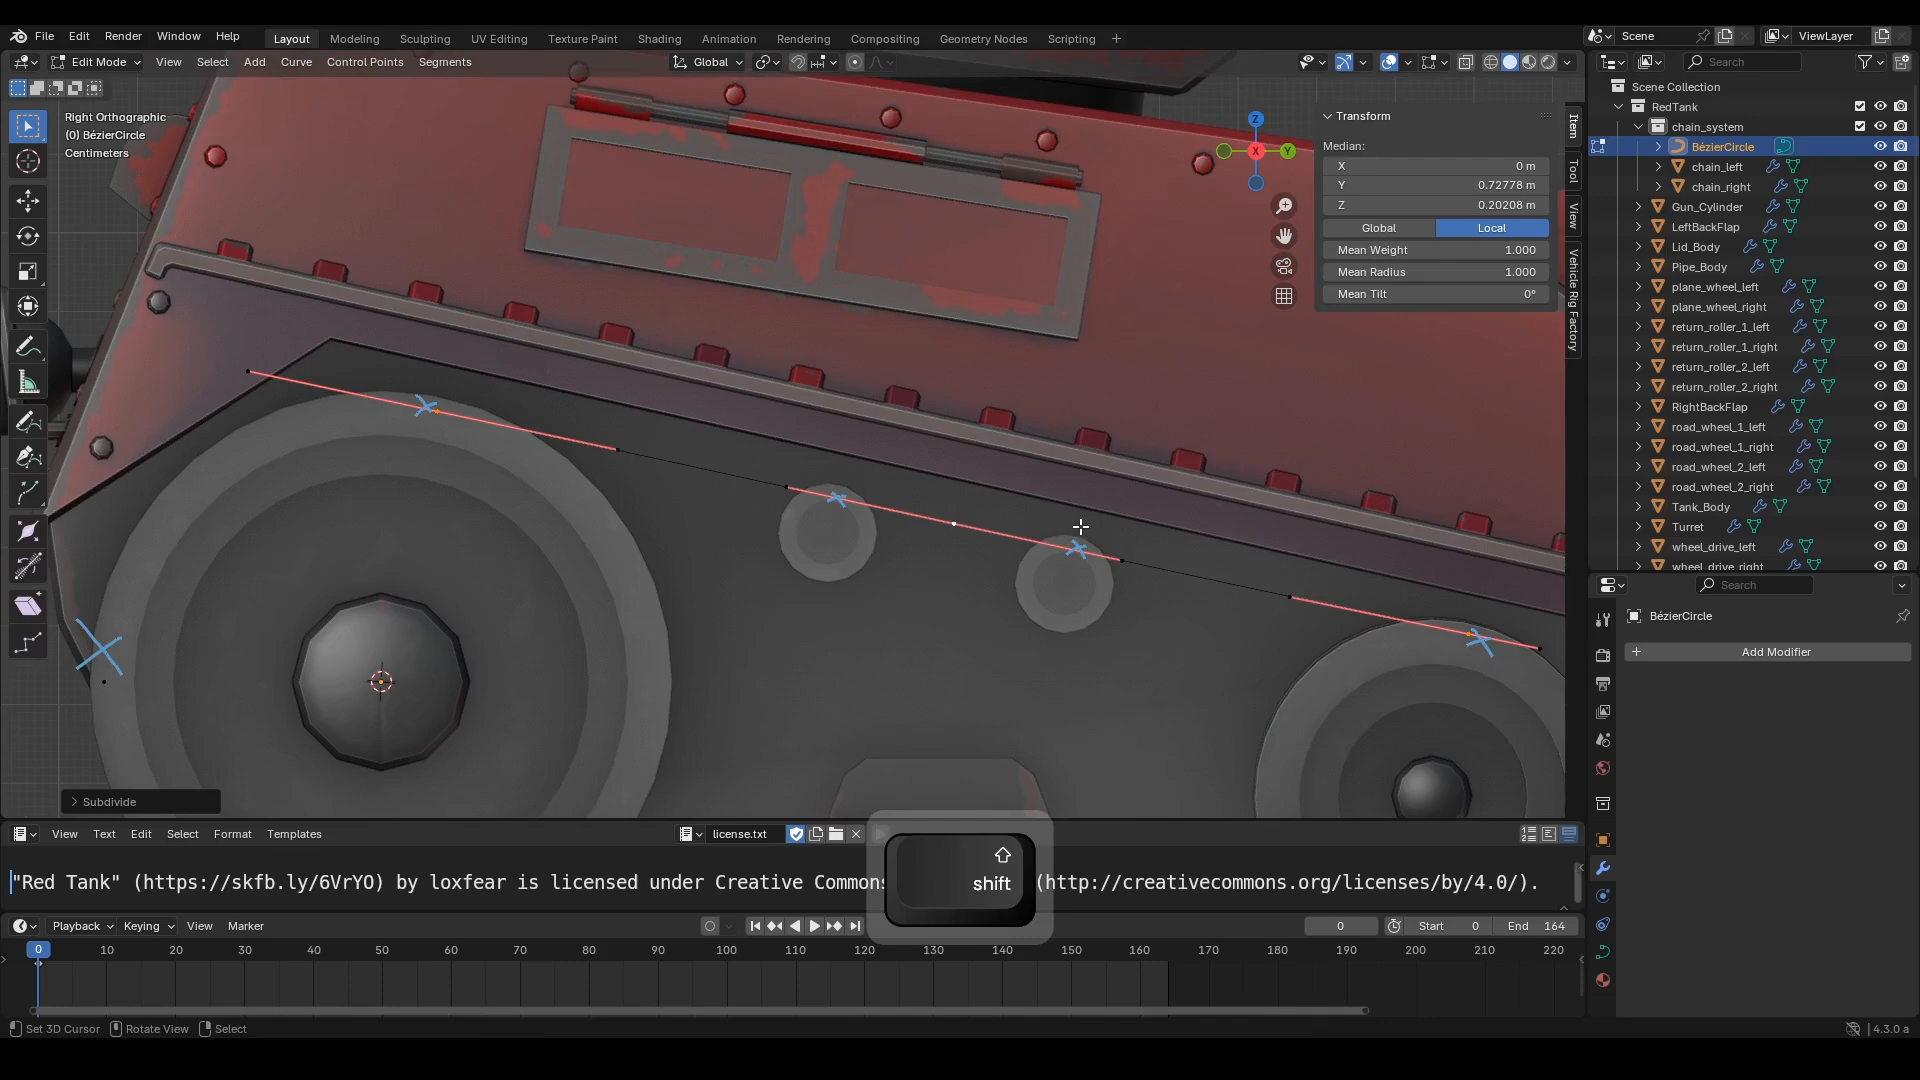 File Edit Render Window Help
Layout Modeling Sculpting UV Editing Texture Paint Shading Animation Rendering Compositing Geometry Nodes Scripting +
Scene ViewLayer
Edit Mode View Select Add Curve Control Points Segments
Global
Search
Right Orthographic
(0) BézierCircle
Centimeters
Transform
Median:
X 0 m
Y 0.72778 m
Z 0.20208 m
Global Local
Mean Weight 1.000
Mean Radius 1.000
Mean Tilt 0°
Z
X
Y
Item
Tool
View
Vehicle Rig Factory
Scene Collection
RedTank
chain_system
BézierCircle
chain_left
chain_right
Gun_Cylinder
LeftBackFlap
Lid_Body
Pipe_Body
plane_wheel_left
plane_wheel_right
return_roller_1_left
return_roller_1_right
return_roller_2_left
return_roller_2_right
RightBackFlap
road_wheel_1_left
road_wheel_1_right
road_wheel_2_left
road_wheel_2_right
Tank_Body
Turret
wheel_drive_left
wheel_drive_right
Search
BézierCircle
+ Add Modifier
Subdivide
View Text Edit Select Format Templates
license.txt
"Red Tank" (https://skfb.ly/6VrYO) by loxfear is licensed under Creative Commons (http://creativecommons.org/licenses/by/4.0/).
shift
Playback Keying View Marker
0 Start 0 End 164
0 10 20 30 40 50 60 70 80 90 100 110 120 130 140 150 160 170 180 190 200 210 220
Set 3D Cursor Rotate View Select
4.3.0 a